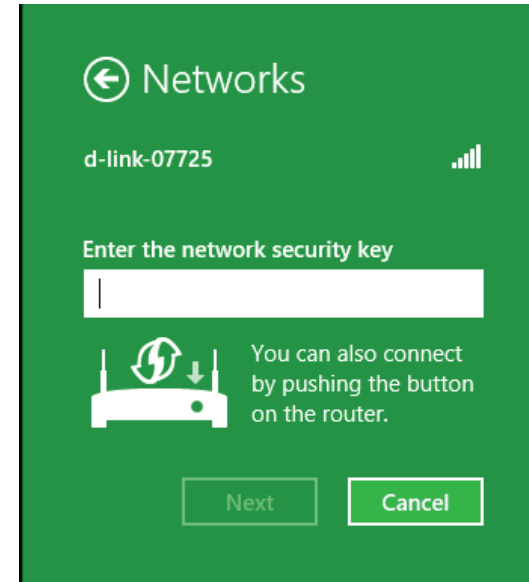 Networks
d-link-07725
Enter the network security key
You can also connect
by pushing the button
on the router.
Next
Cancel